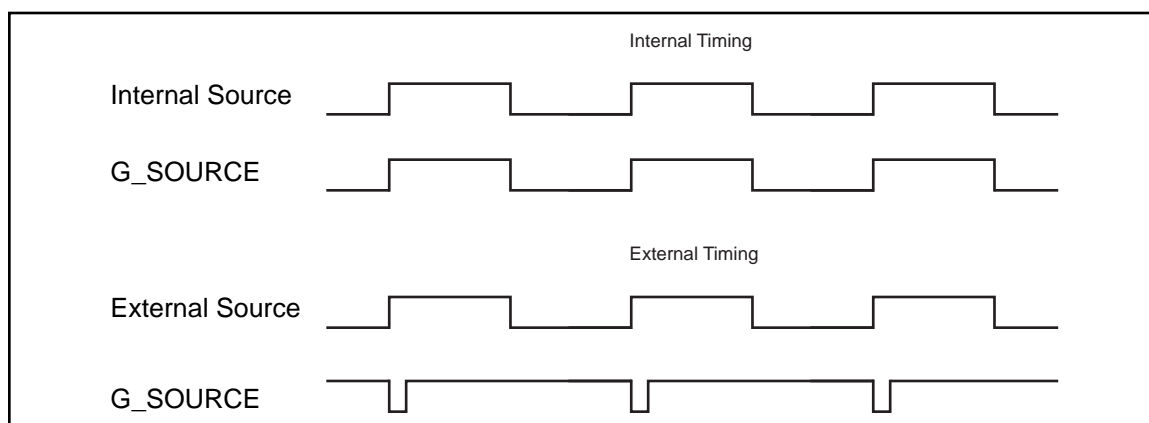 Internal Timing
Internal Source
G_SOURCE
External Timing
External Source
G_SOURCE